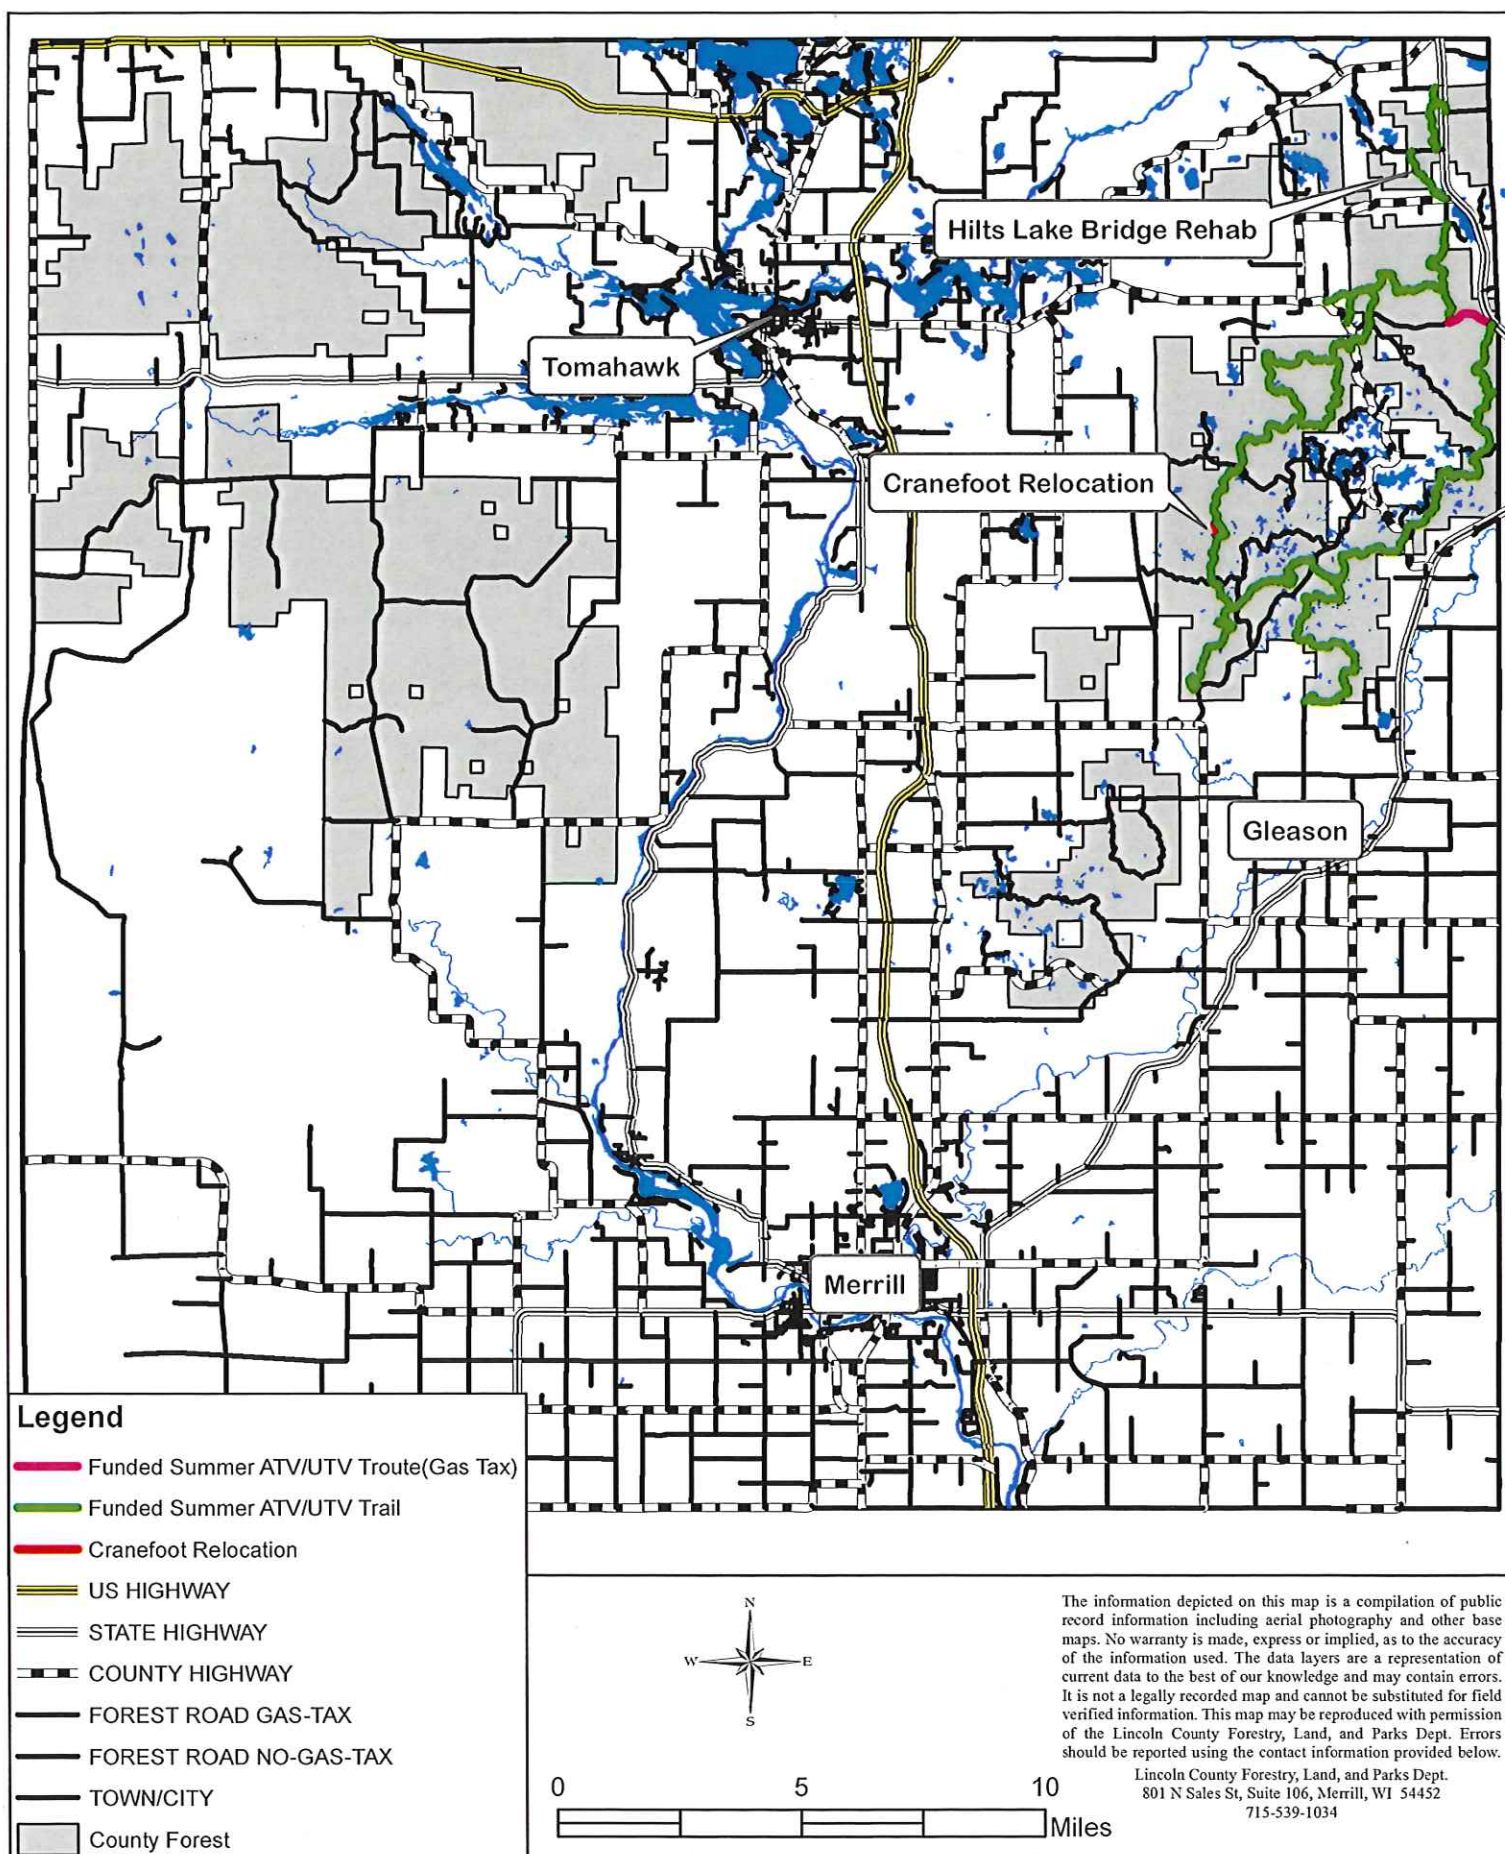 Hilts Lake Bridge Rehab
Tomahawk
Cranefoot Relocation
Gleason
Merrill
Legend
Funded Summer ATV/UTV Troute(Gas Tax)
Funded Summer ATV/UTV Trail
Cranefoot Relocation
US HIGHWAY
STATE HIGHWAY
COUNTY HIGHWAY
FOREST ROAD GAS-TAX
FOREST ROAD NO-GAS-TAX
TOWN/CITY
County Forest
N
W E
S
0 5 10
Miles
The information depicted on this map is a compilation of public
record information including aerial photography and other base
maps. No warranty is made, express or implied, as to the accuracy
of the information used. The data layers are a representation of
current data to the best of our knowledge and may contain errors.
It is not a legally recorded map and cannot be substituted for field
verified information. This map may be reproduced with permission
of the Lincoln County Forestry, Land, and Parks Dept. Errors
should be reported using the contact information provided below.
Lincoln County Forestry, Land, and Parks Dept.
801 N Sales St, Suite 106, Merrill, WI 54452
715-539-1034